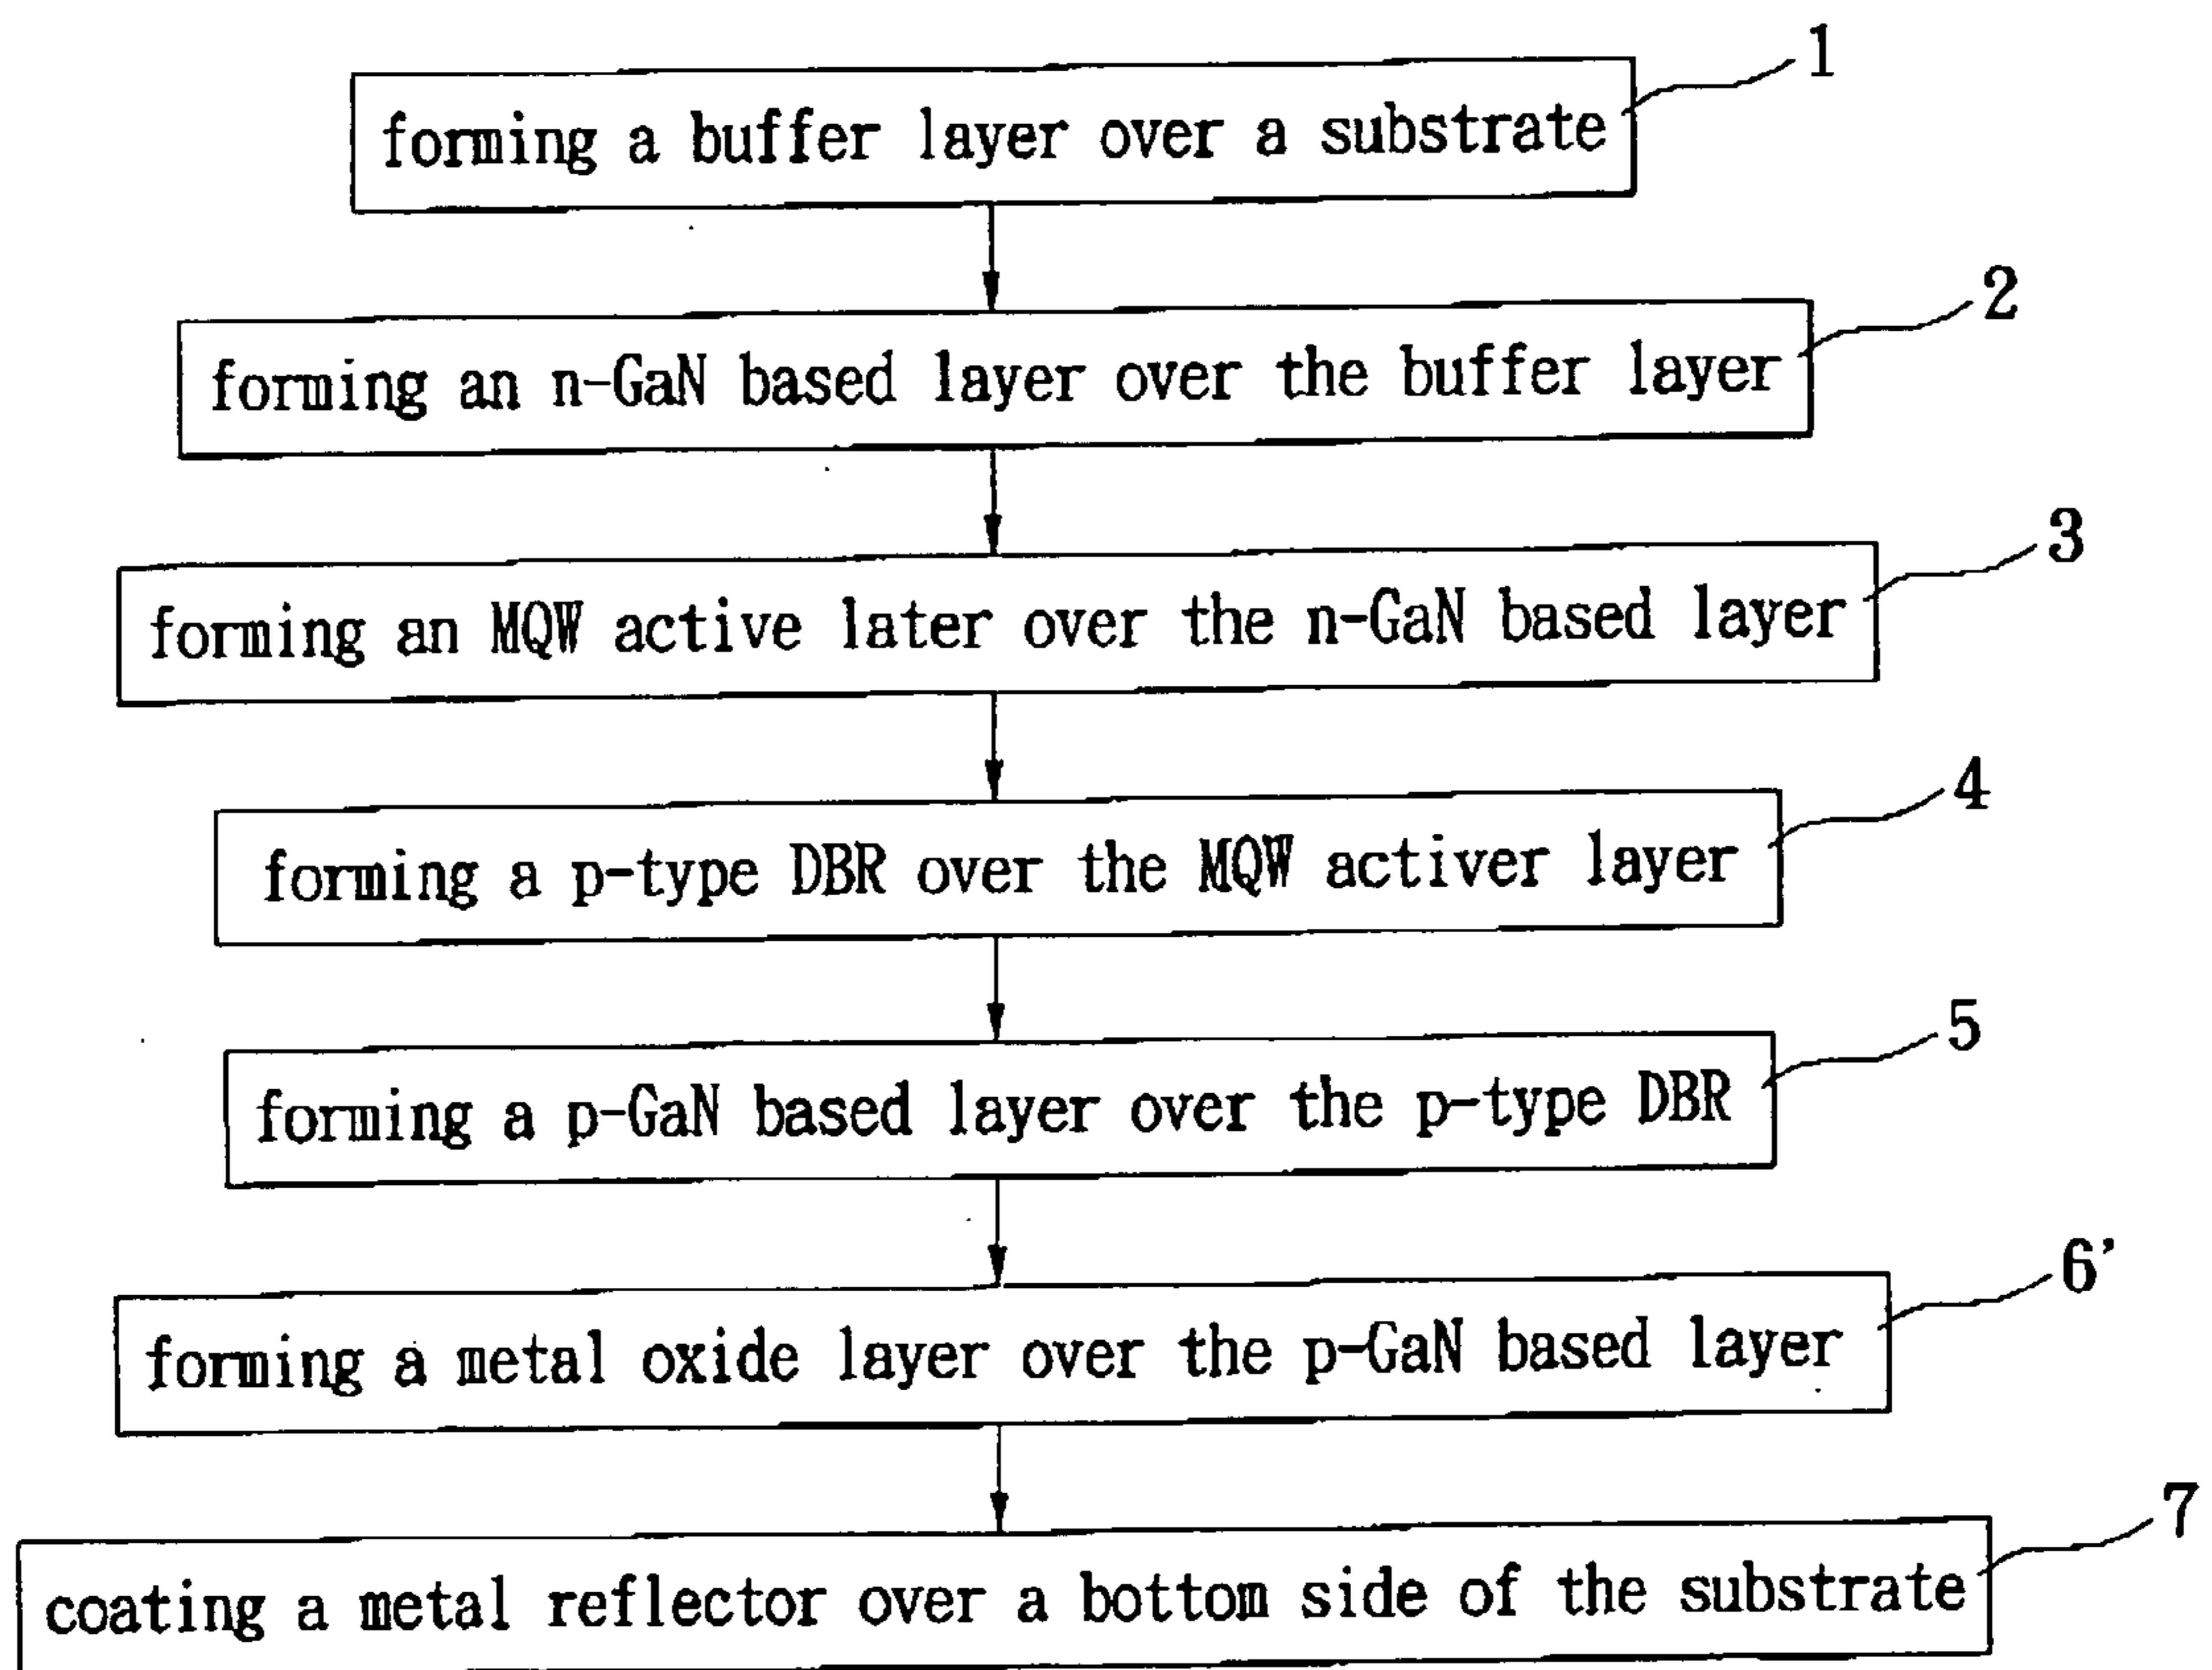 1
forming a buffer layer over a substrate
2
forming an n-GaN based layer over the buffer layer
3
forming an MQW active later over the n-GaN based layer
4
forming a p-type DBR over the MQW activer layer
5
forming a p-GaN based layer over the p-type DBR
6’
forming a metal oxide layer over the p-GaN based layer
7
coating a metal reflector over a bottom side of the substrate